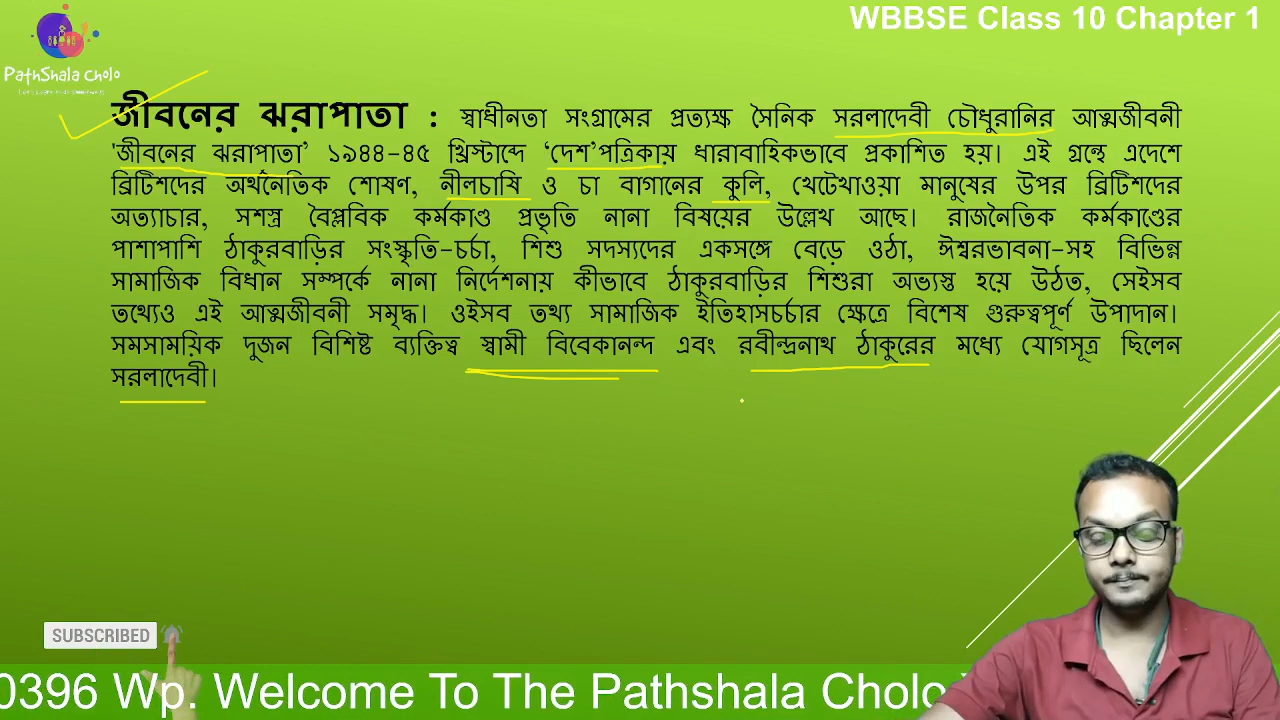 WBBSE Class 10 Chapter 1
PathShala Cholo
জীবনের ঝরাপাতা : স্বাধীনতা সংগ্রামের প্রত্যক্ষ সৈনিক সরলাদেবী চৌধুরানির আত্মজীবনী
'জীবনের ঝরাপাতা’ ১৯৪৪-৪৫ খ্রিস্টাব্দে ‘দেশ’পত্রিকায় ধারাবাহিকভাবে প্রকাশিত হয়। এই গ্রন্থে এদেশে
ব্রিটিশদের অর্থনৈতিক শোষণ, নীলচাষি ও চা বাগানের কুলি, খেটেখাওয়া মানুষের উপর ব্রিটিশদের
অত্যাচার, সশস্ত্র বৈপ্লবিক কর্মকাণ্ড প্রভৃতি নানা বিষয়ের উল্লেখ আছে। রাজনৈতিক কর্মকাণ্ডের
পাশাপাশি ঠাকুরবাড়ির সংস্কৃতি-চর্চা, শিশু সদস্যদের একসঙ্গে বেড়ে ওঠা, ঈশ্বরভাবনা-সহ বিভিন্ন
সামাজিক বিধান সম্পর্কে নানা নির্দেশনায় কীভাবে ঠাকুরবাড়ির শিশুরা অভ্যস্ত হয়ে উঠত, সেইসব
তথ্যেও এই আত্মজীবনী সমৃদ্ধ। ওইসব তথ্য সামাজিক ইতিহাসচর্চার ক্ষেত্রে বিশেষ গুরুত্বপূর্ণ উপাদান।
সমসাময়িক দুজন বিশিষ্ট ব্যক্তিত্ব স্বামী বিবেকানন্দ এবং রবীন্দ্রনাথ ঠাকুরের মধ্যে যোগসূত্র ছিলেন
সরলাদেবী।
SUBSCRIBED
0396 Wp. Welcome To The Pathshala Cholo